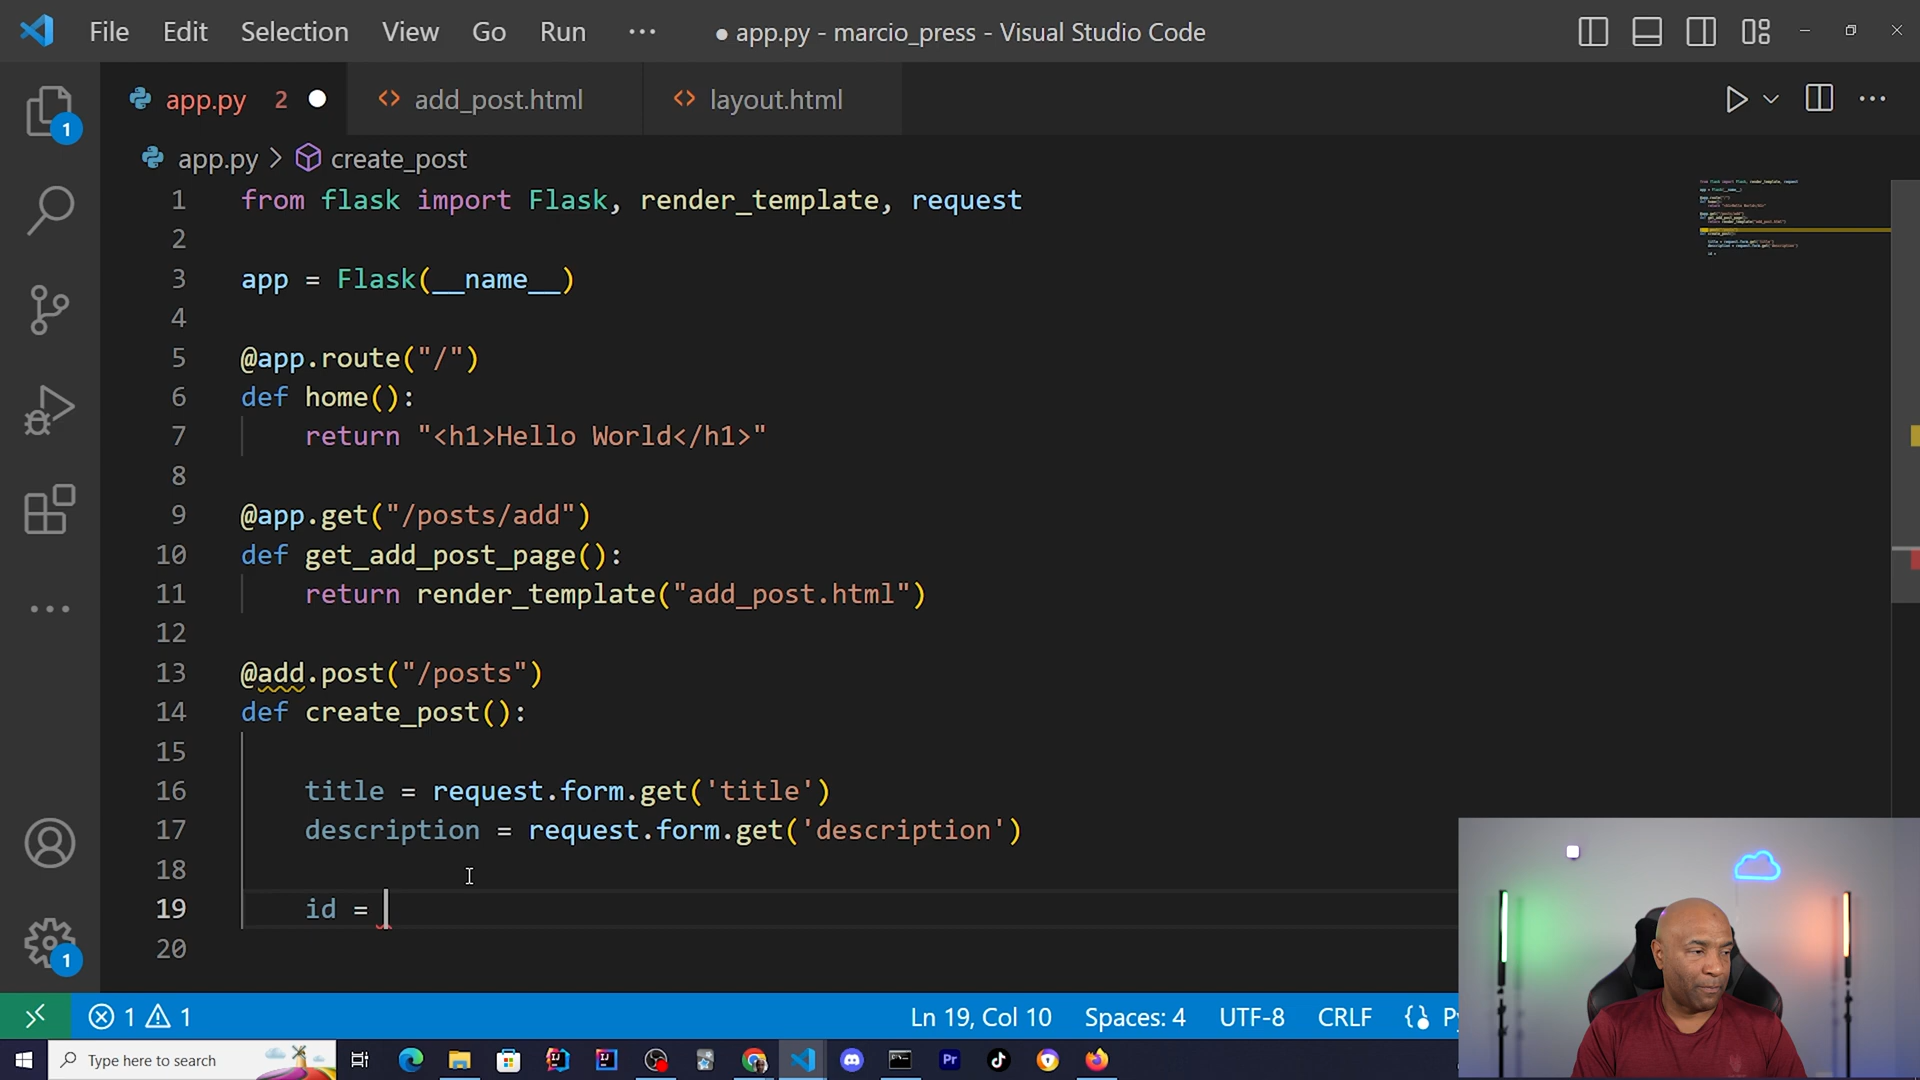 File Edit Selection View Go Run ··· ● app.py - marcio_press - Visual Studio Code
app.py 2 ● <> add_post.html <> layout.html
app.py > create_post
1 from flask import Flask, render_template, request
2
3 app = Flask(__name__)
4
5 @app.route("/")
6 def home():
7 return "<h1>Hello World</h1>"
8
9 @app.get("/posts/add")
10 def get_add_post_page():
11 return render_template("add_post.html")
12
13 @add.post("/posts")
14 def create_post():
15
16 title = request.form.get('title')
17 description = request.form.get('description')
18
19 id =
20
1
1
1 1 Ln 19, Col 10 Spaces: 4 UTF-8 CRLF {}
Type here to search Pr